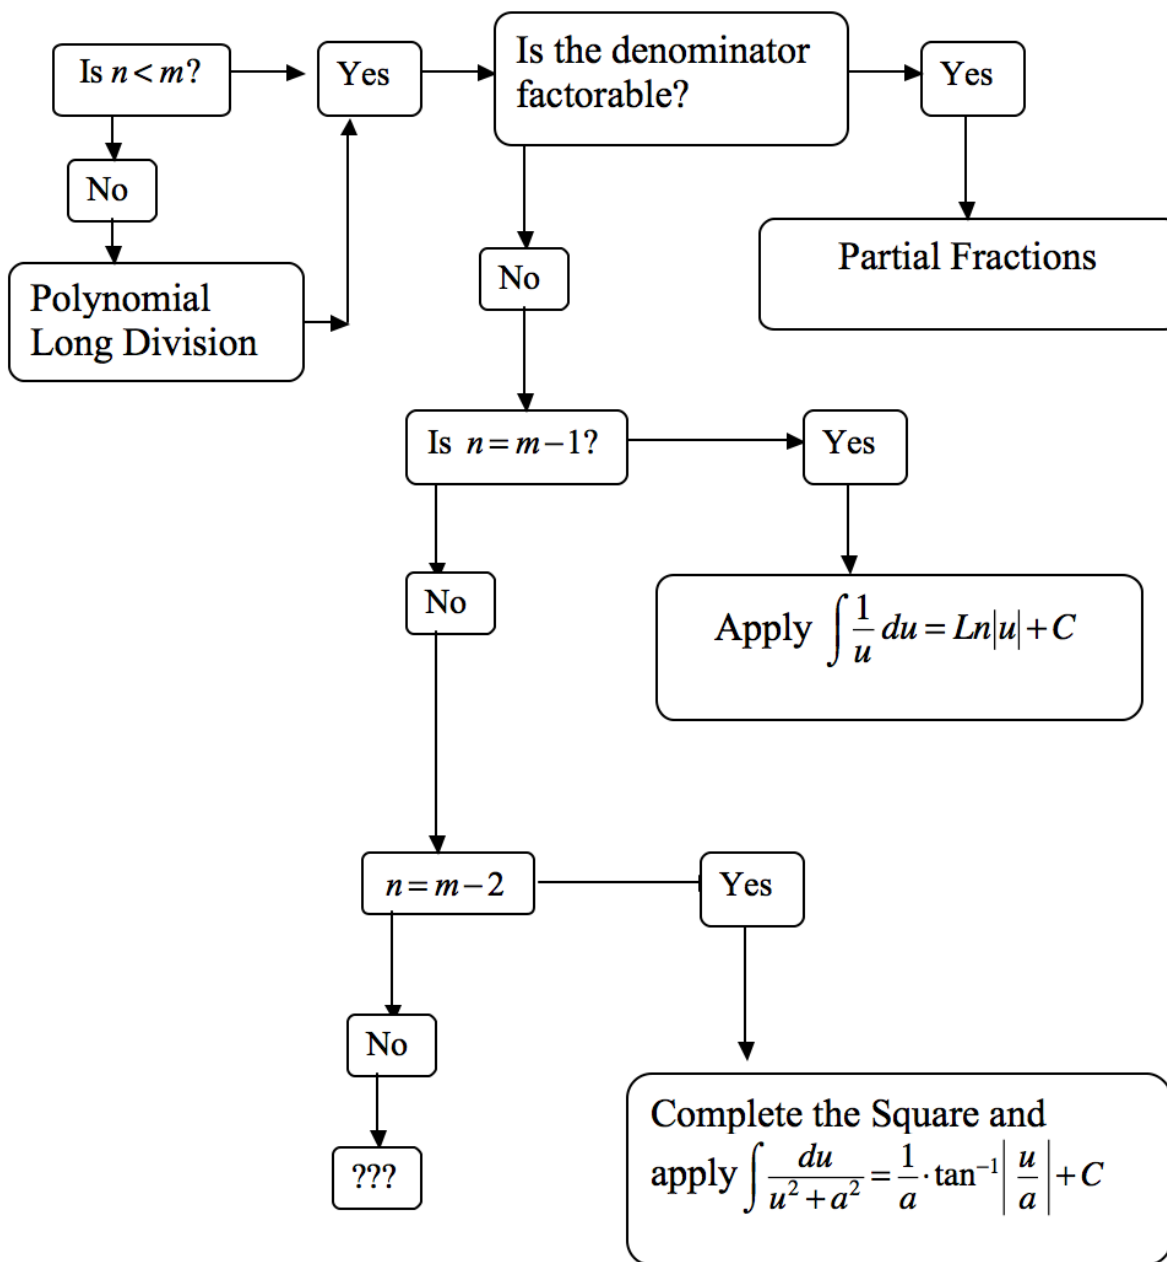 Is n < m?
Yes
Is the denominator
factorable?
Yes
No
Polynomial
Long Division
No
Partial Fractions
Is n = m − 1?
Yes
No
Apply ∫ 1/u du = Ln|u| + C
n = m − 2
Yes
No
???
Complete the Square and
apply ∫ du/(u² + a²) = 1/a · tan⁻¹|u/a| + C